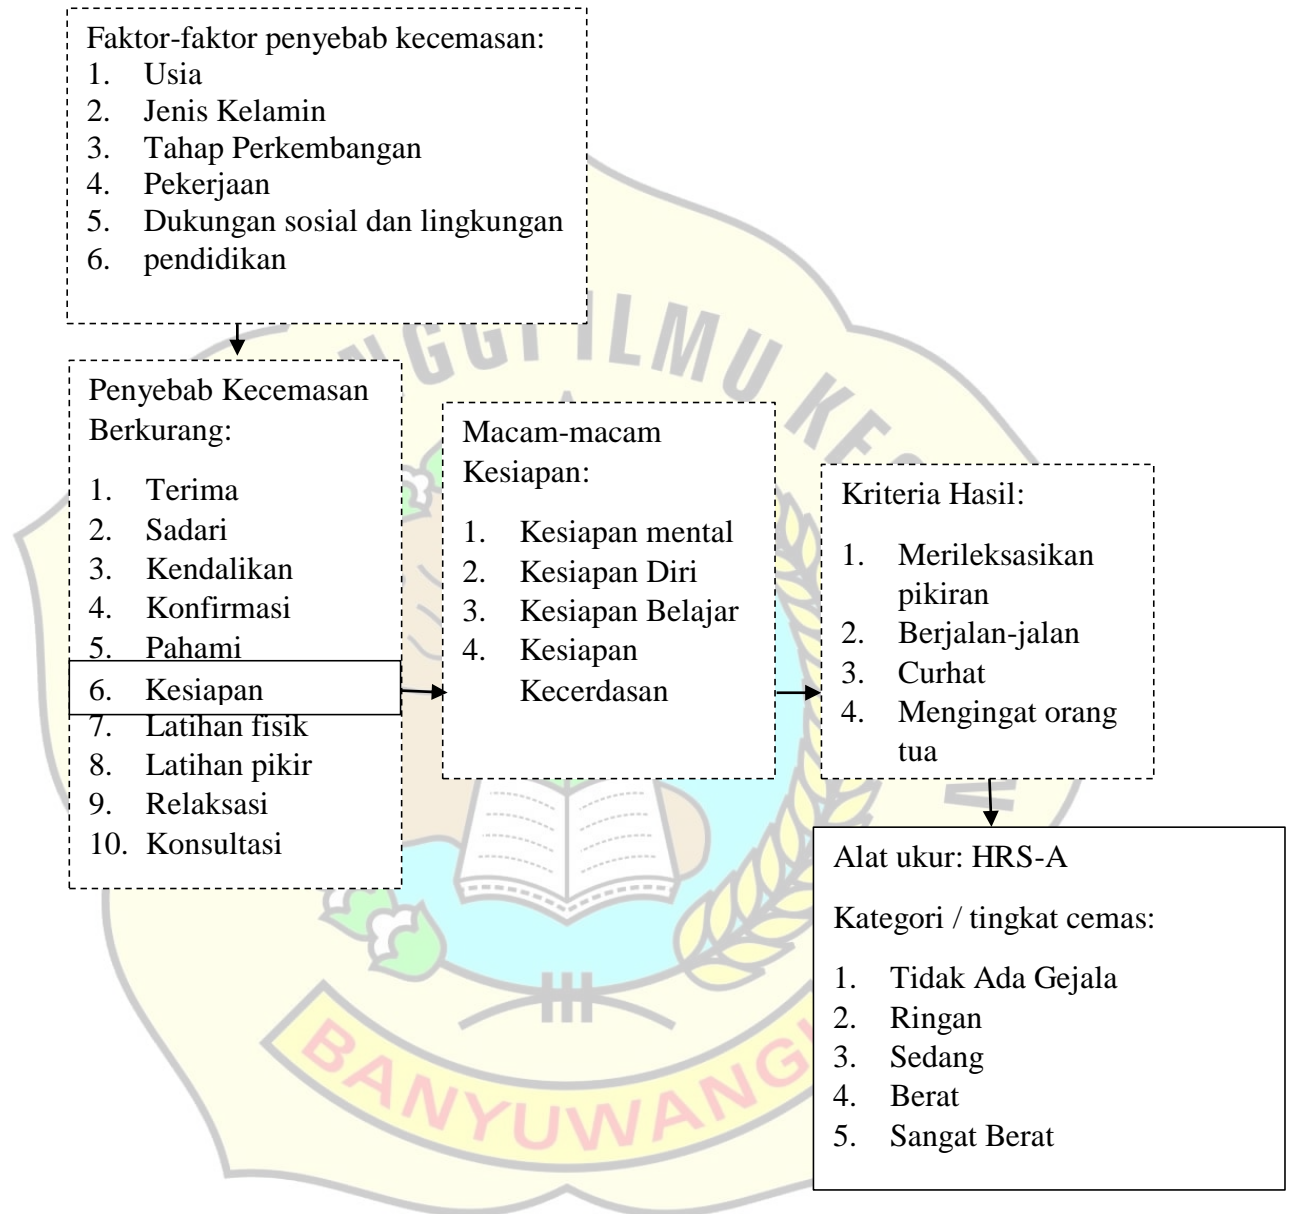 Faktor-faktor penyebab kecemasan:
1. Usia
2. Jenis Kelamin
3. Tahap Perkembangan
4. Pekerjaan
5. Dukungan sosial dan lingkungan
6. pendidikan
Penyebab Kecemasan
Berkurang:
1. Terima
2. Sadari
3. Kendalikan
4. Konfirmasi
5. Pahami
6. Kesiapan
7. Latihan fisik
8. Latihan pikir
9. Relaksasi
10. Konsultasi
Macam-macam
Kesiapan:
1. Kesiapan mental
2. Kesiapan Diri
3. Kesiapan Belajar
4. Kesiapan
Kecerdasan
Kriteria Hasil:
1. Merileksasikan
pikiran
2. Berjalan-jalan
3. Curhat
4. Mengingat orang
tua
Alat ukur: HRS-A
Kategori / tingkat cemas:
1. Tidak Ada Gejala
2. Ringan
3. Sedang
4. Berat
5. Sangat Berat
NGGI ILMU KES
BANYUWANG